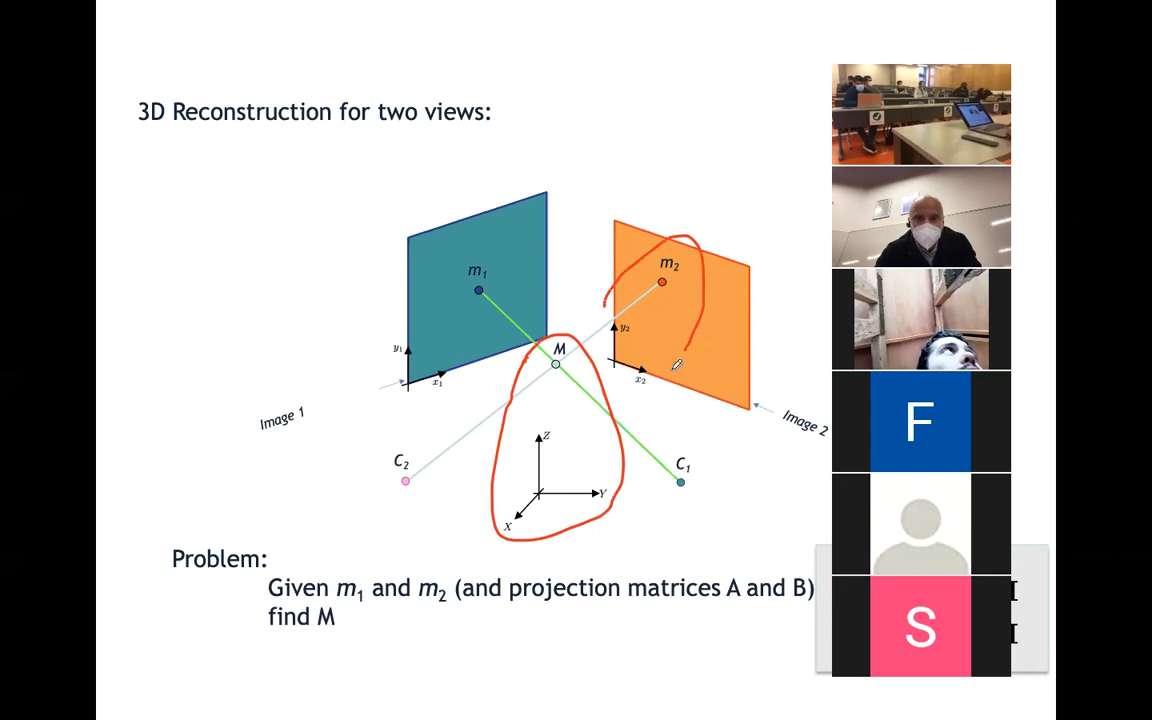 3D Reconstruction for two views:
m1
m2
y1
x1
M
y2
x2
Image 1
Image 2
C2
C1
Z
Y
X
Problem:
Given m1 and m2 (and projection matrices A and B)
find M
F
S